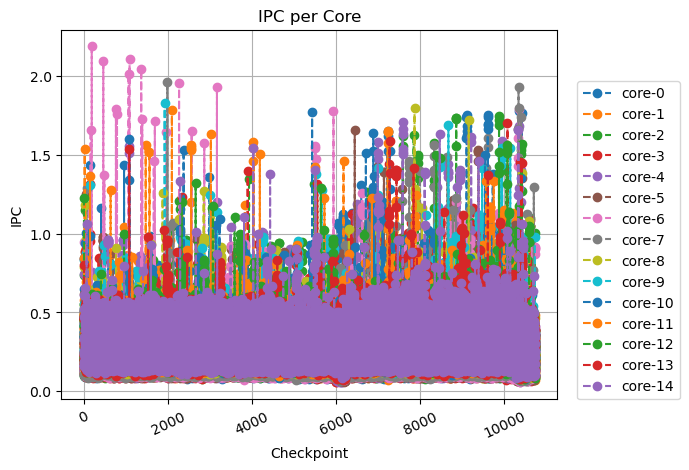 IPC per Core
2.0
1.5
1.0
0.5
0.0
IPC
0
2000
4000
6000
8000
10000
Checkpoint
core-0
core-1
core-2
core-3
core-4
core-5
core-6
core-7
core-8
core-9
core-10
core-11
core-12
core-13
core-14